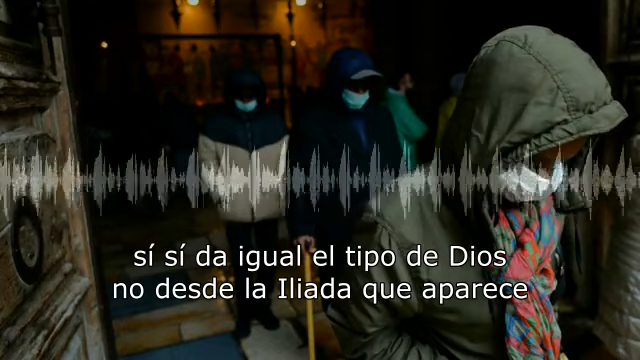 sí sí da igual el tipo de Dios
no desde la Iliada que aparece